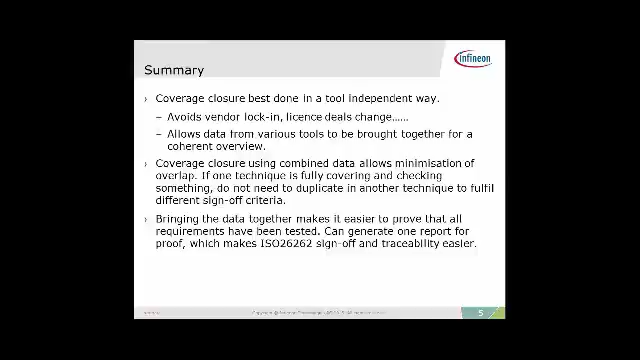 Infineon
Summary
› Coverage closure best done in a tool independent way.
– Avoids vendor lock-in, licence deals change......
– Allows data from various tools to be brought together for a
coherent overview.
› Coverage closure using combined data allows minimisation of
overlap. If one technique is fully covering and checking
something, do not need to duplicate in another technique to fulfil
different sign-off criteria.
› Bringing the data together makes it easier to prove that all
requirements have been tested. Can generate one report for
proof, which makes ISO26262 sign-off and traceability easier.
Copyright ©
5